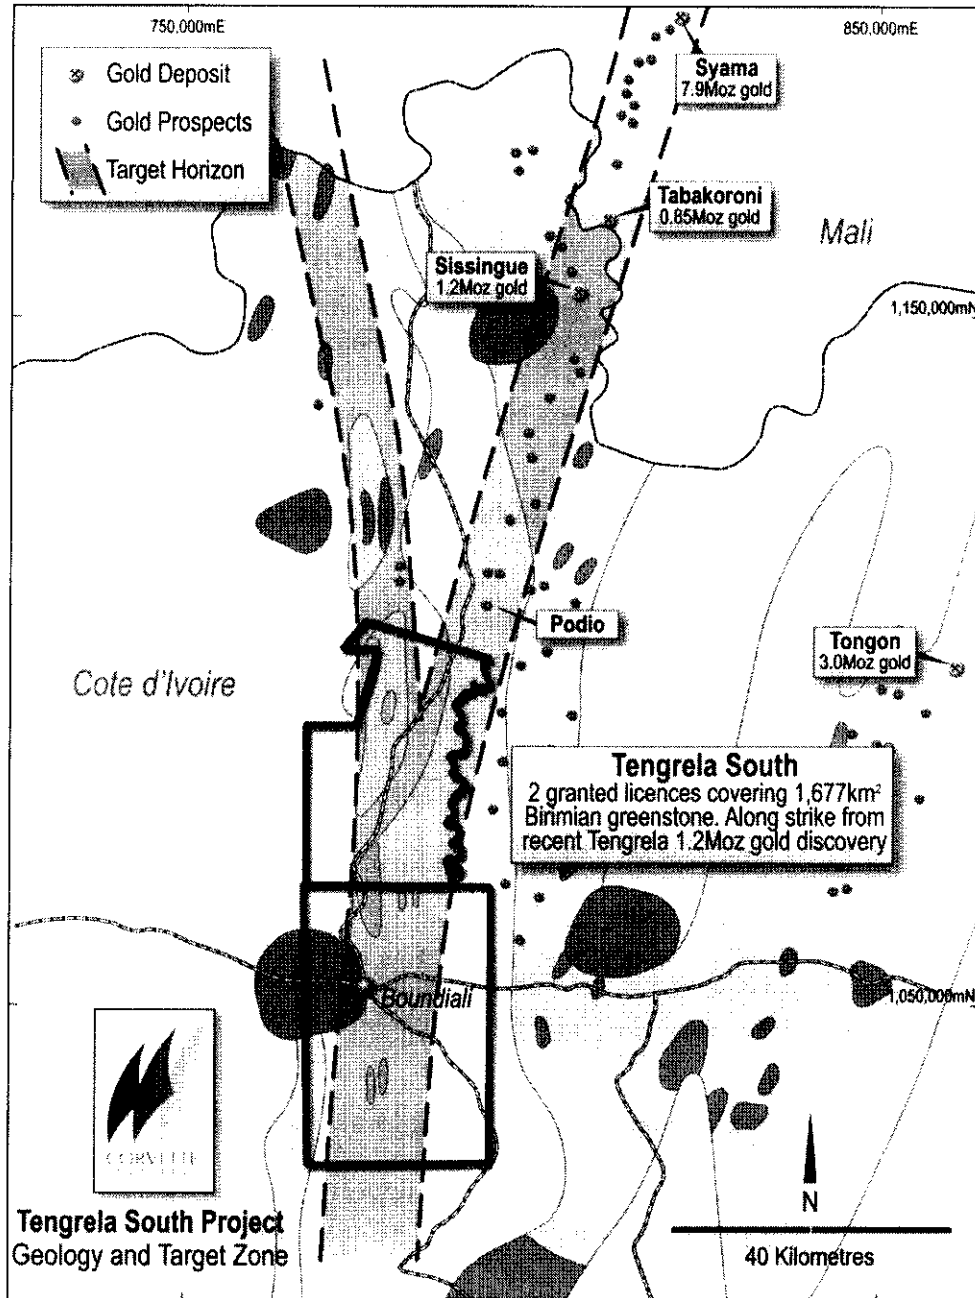 750,000mE
850,000mE
Gold Deposit
Gold Prospects
Target Horizon
Syama
7.9Moz gold
Tabakoroni
0.85Moz gold
Mali
Sissingue
1.2Moz gold
1,150,000mN
Podio
Tongon
3.0Moz gold
Cote d'Ivoire
Tengrela South
2 granted licences covering 1,677km²
Birimian greenstone. Along strike from
recent Tengrela 1.2Moz gold discovery
Boundiali
1,050,000mN
CORVETTE
Tengrela South Project
Geology and Target Zone
N
40 Kilometres